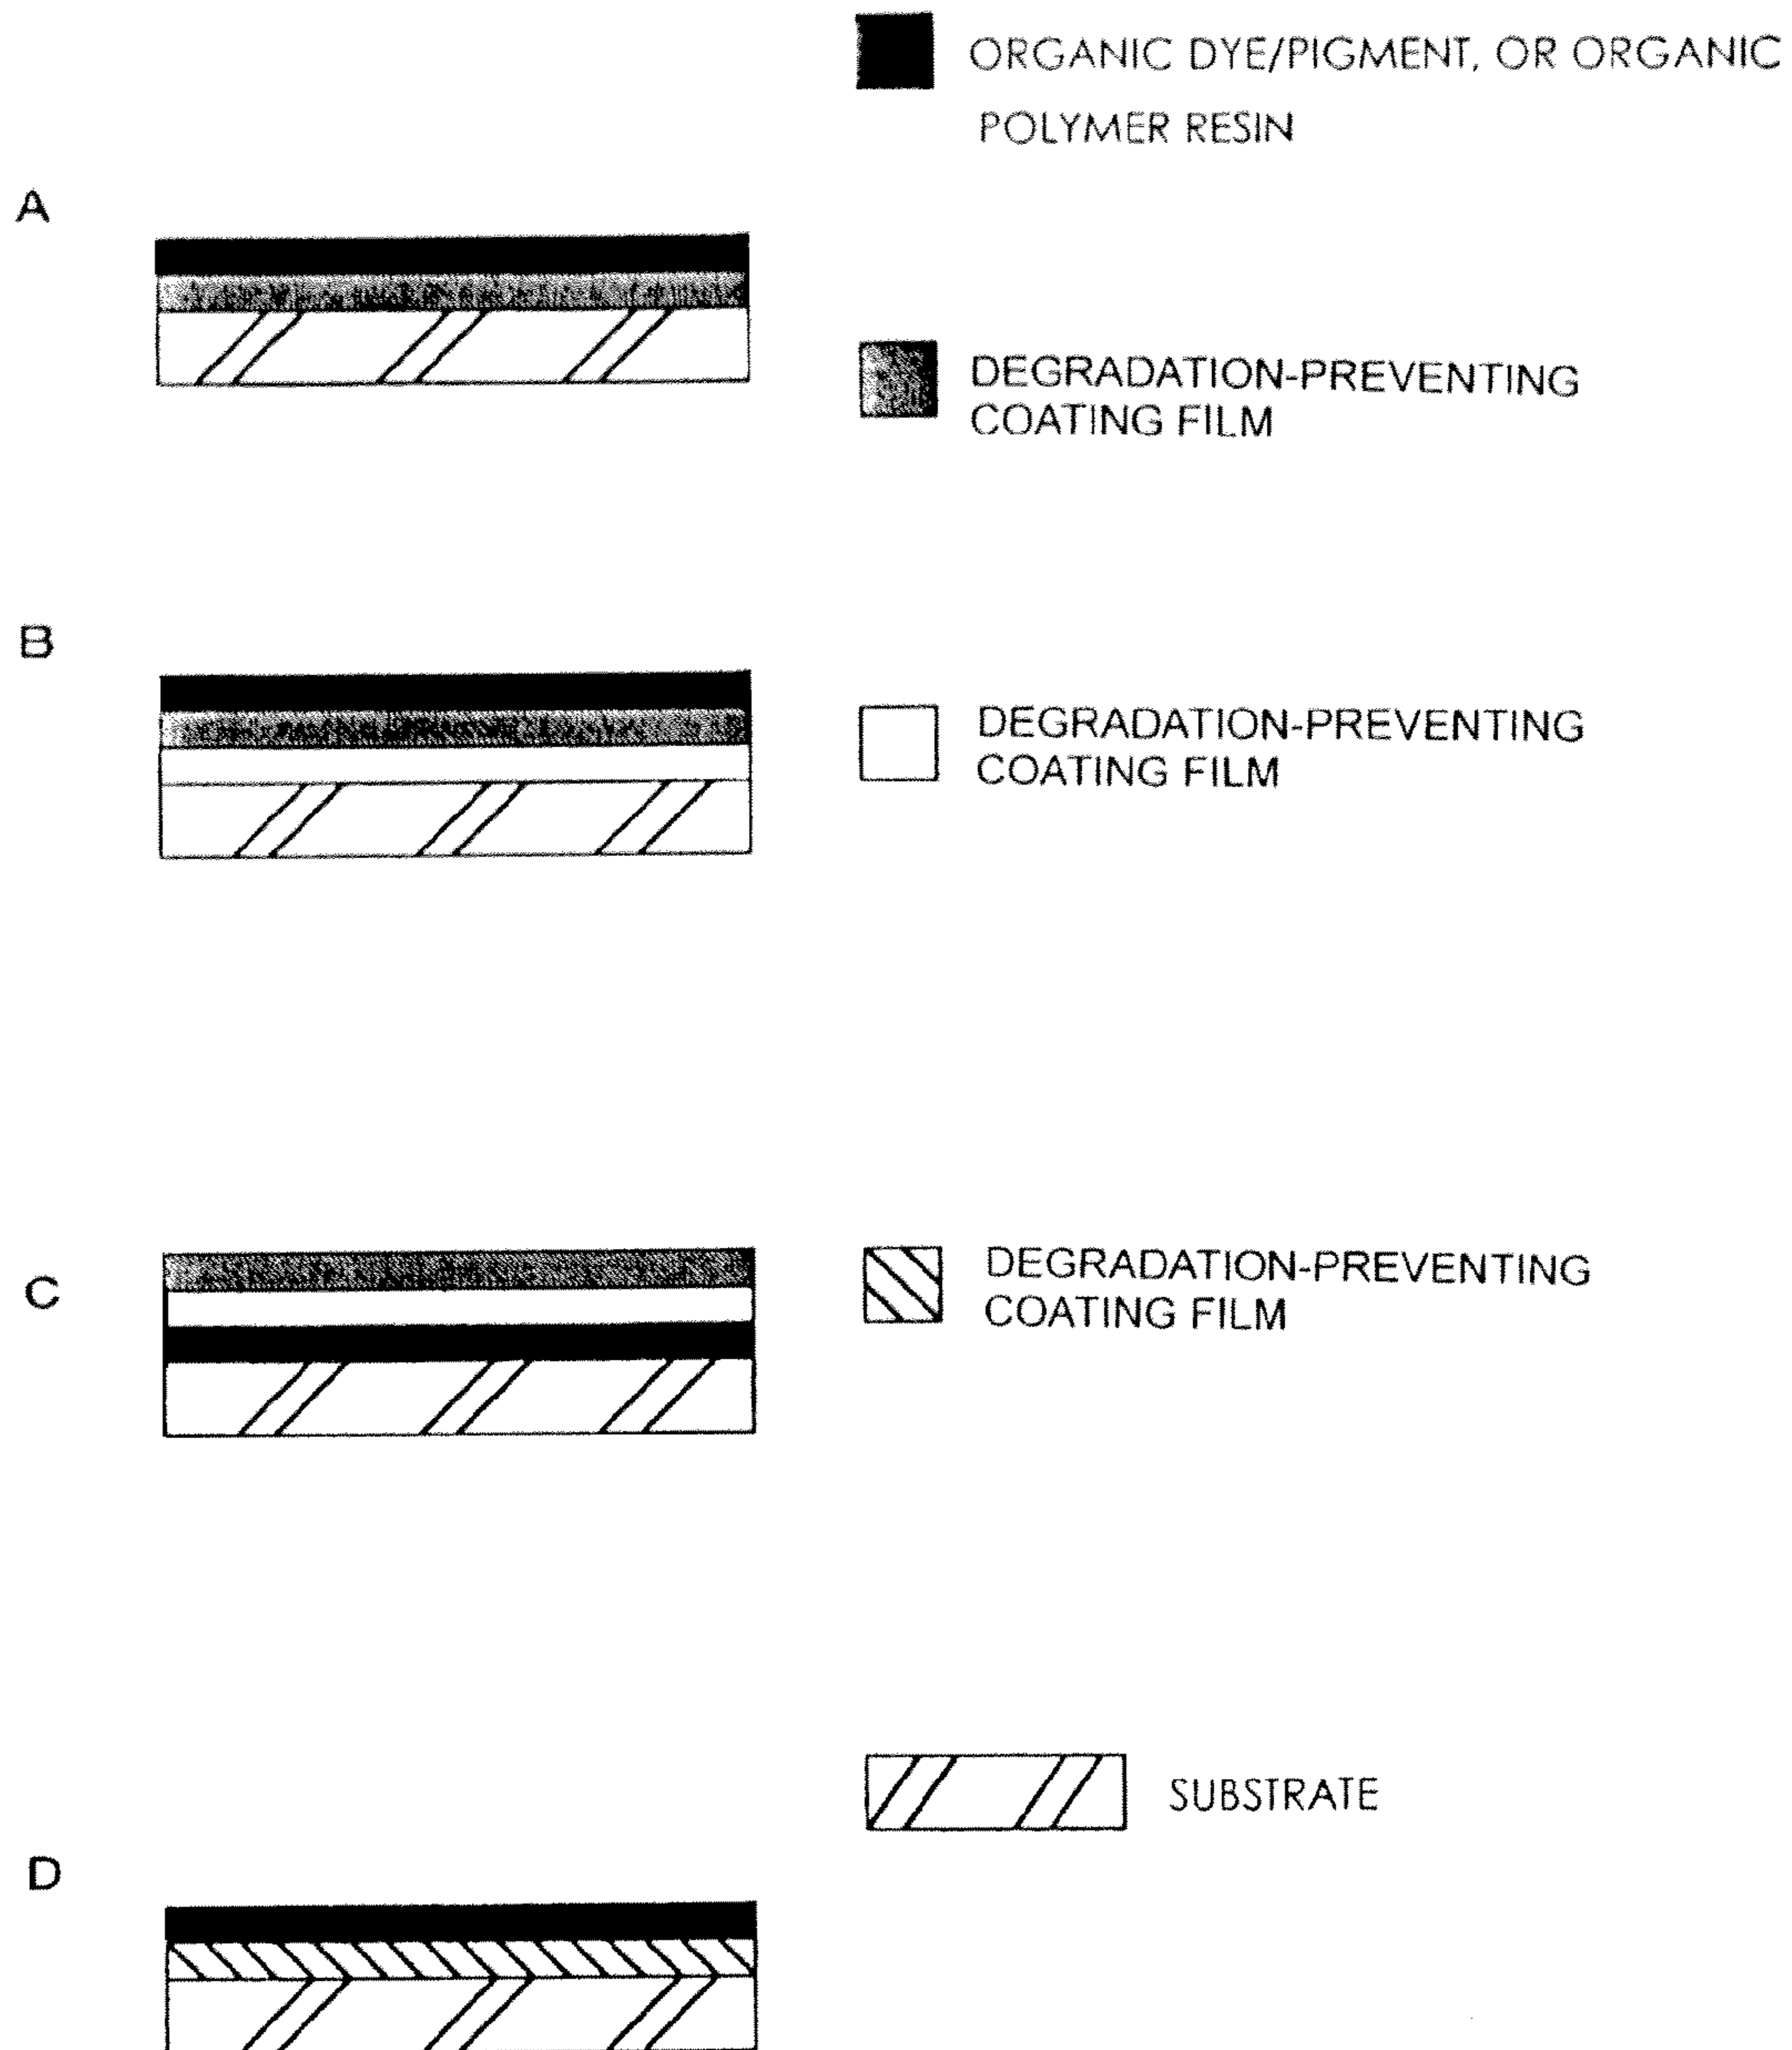 ORGANIC DYE/PIGMENT, OR ORGANIC
POLYMER RESIN
A
DEGRADATION-PREVENTING
COATING FILM
B
DEGRADATION-PREVENTING
COATING FILM
C
DEGRADATION-PREVENTING
COATING FILM
SUBSTRATE
D